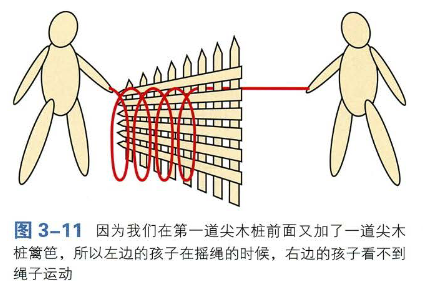 图 3-11 因为我们在第一道尖木桩前面又加了一道尖木
桩篱笆，所以左边的孩子在摇绳的时候，右边的孩子看不到
绳子运动